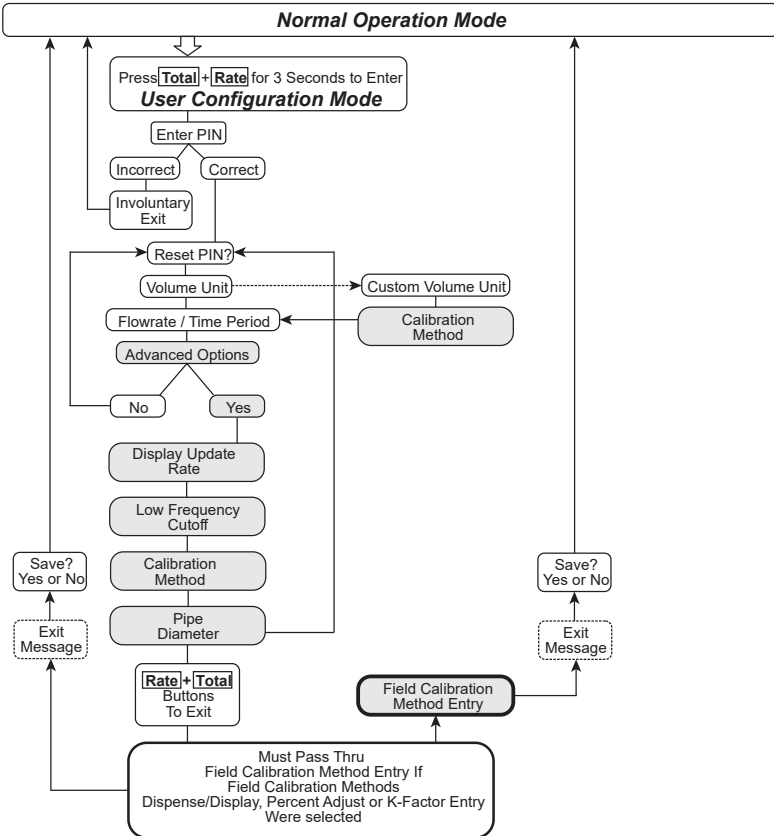 Normal Operation Mode
Press Total + Rate for 3 Seconds to Enter
User Configuration Mode
Enter PIN
Incorrect
Correct
Involuntary
Exit
Reset PIN?
Volume Unit
Custom Volume Unit
Flowrate / Time Period
Calibration
Method
Advanced Options
No
Yes
Display Update
Rate
Low Frequency
Cutoff
Calibration
Method
Pipe
Diameter
Rate + Total
Buttons
To Exit
Save?
Yes or No
Exit
Message
Save?
Yes or No
Exit
Message
Field Calibration
Method Entry
Must Pass Thru
Field Calibration Method Entry If
Field Calibration Methods
Dispense/Display, Percent Adjust or K-Factor Entry
Were selected